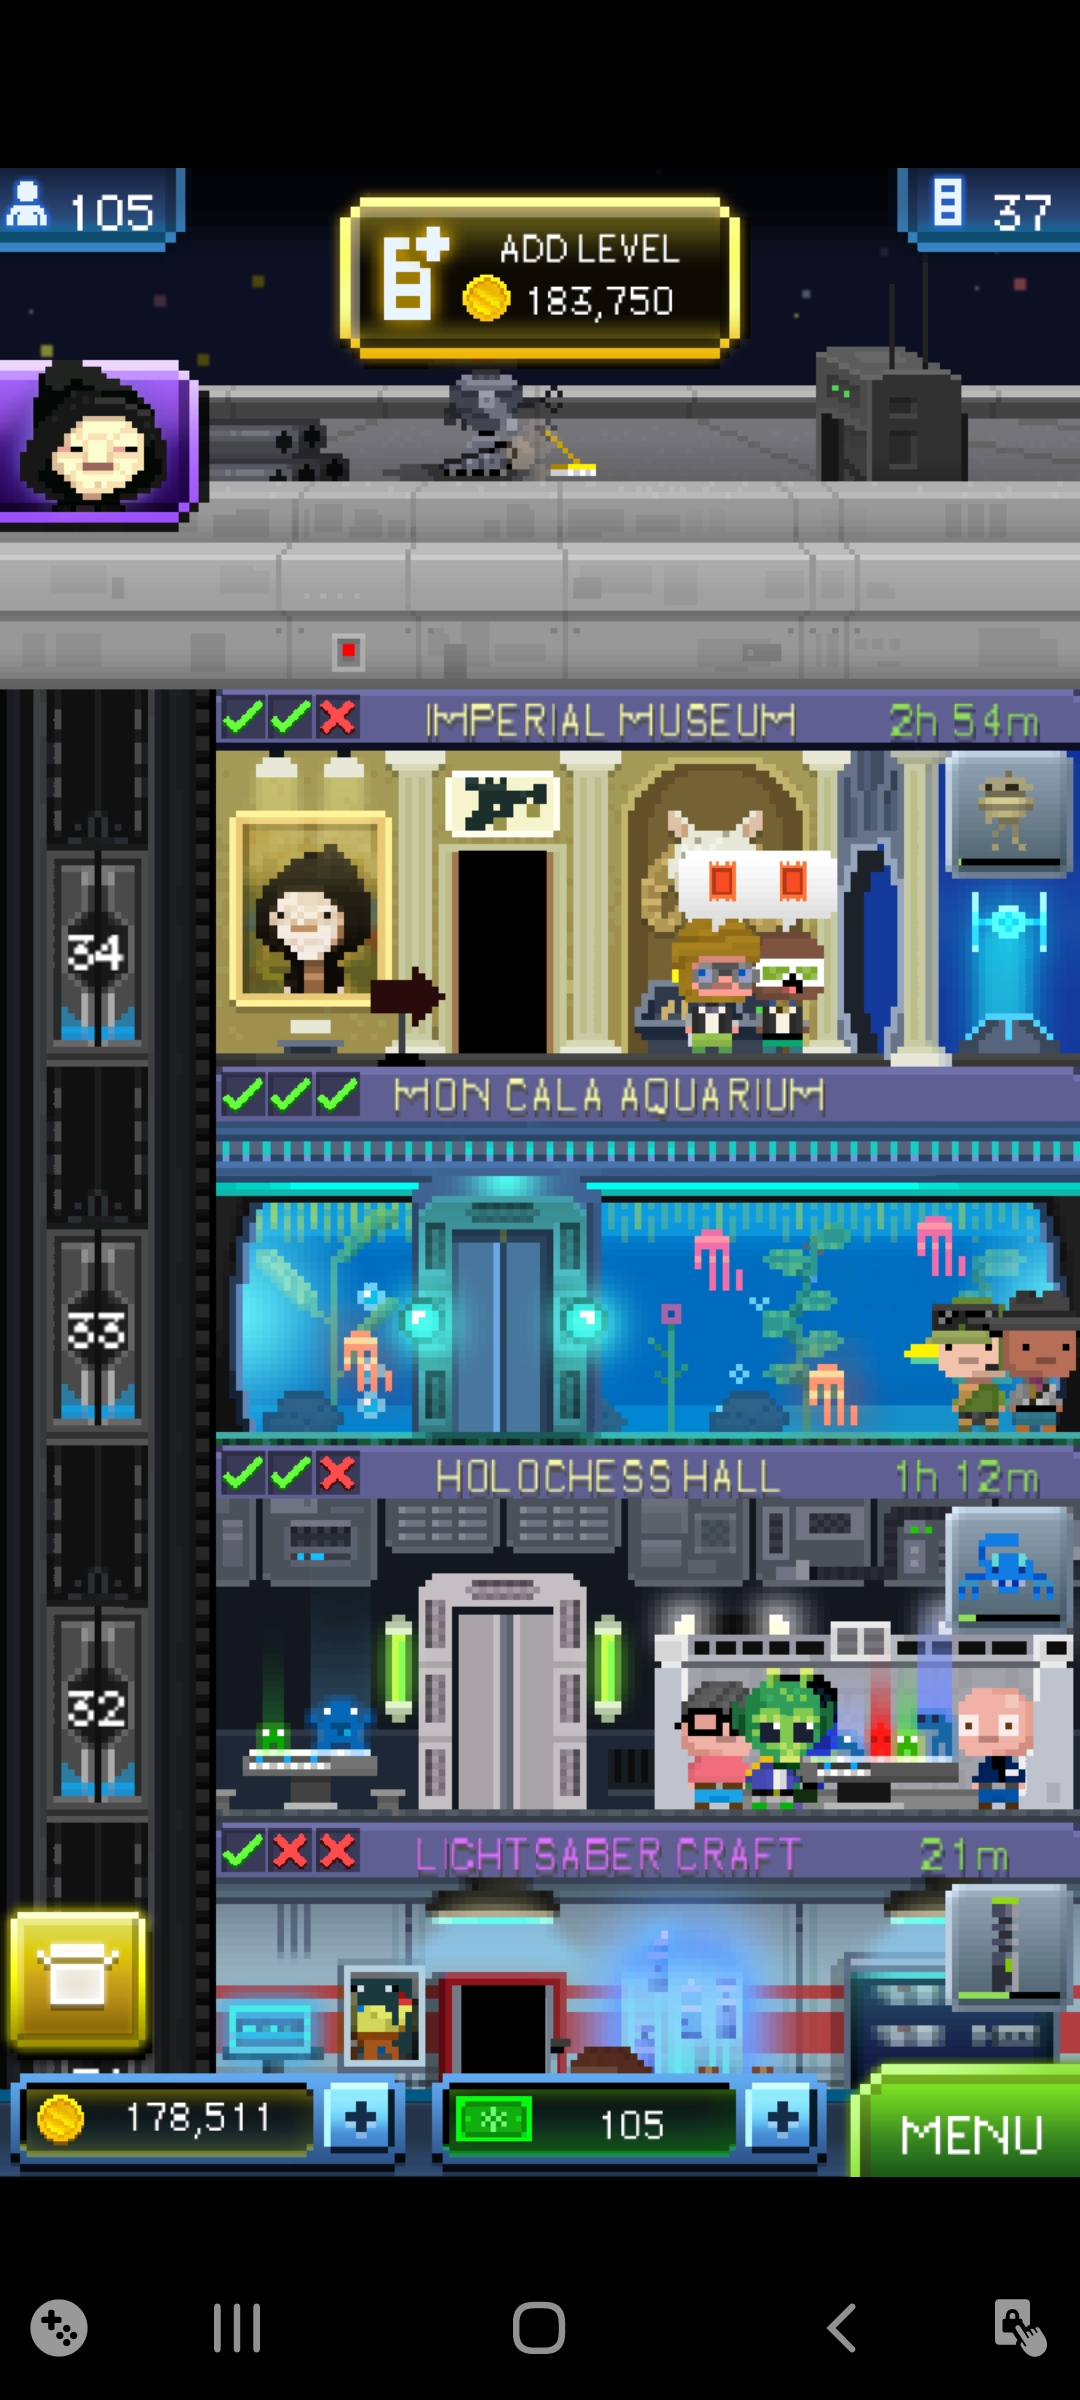 105
ADD LEVEL
183,750
37
IMPERIAL MUSEUM 2h 54m
34
MON CALA AQUARIUM
33
HOLOCHESS HALL 1h 12m
32
LIGHTSABER CRAFT 21m
178,511 + 105 + MENU